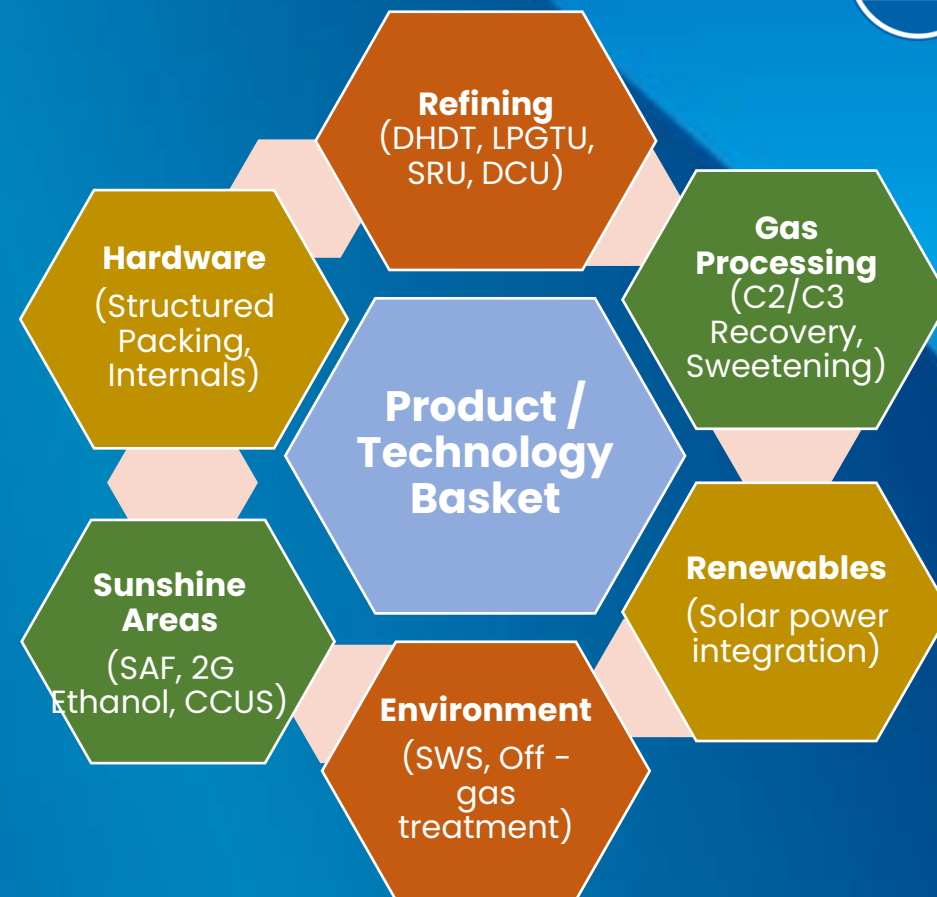 Refining
(DHDT, LPGTU,
SRU, DCU)
Gas
Processing
(C2/C3
Recovery,
Sweetening)
Renewables
(Solar power
integration)
Environment
(SWS, Off -
gas
treatment)
Sunshine
Areas
(SAF, 2G
Ethanol, CCUS)
Hardware
(Structured
Packing,
Internals)
Product /
Technology
Basket